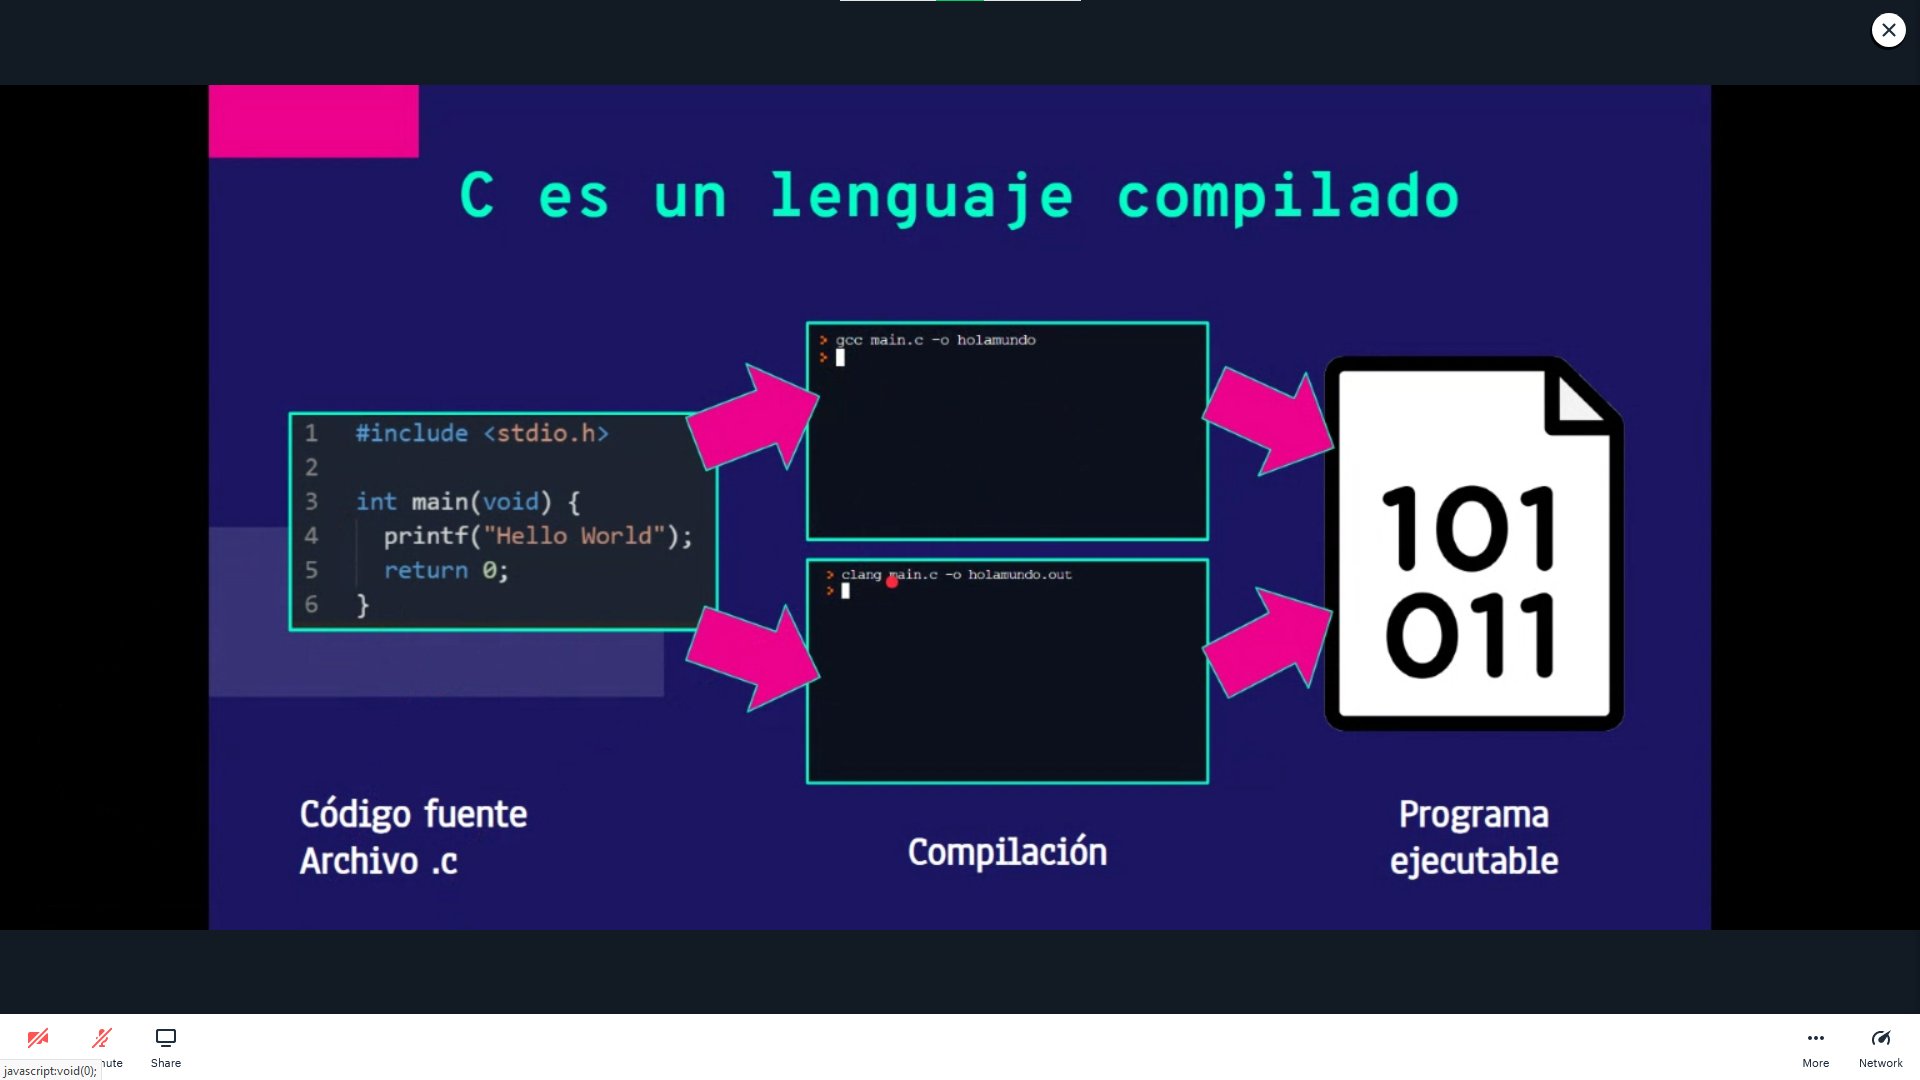 C es un lenguaje compilado
> gcc main.c -o holamundo
>
1 #include <stdio.h>
2
3 int main(void) {
4 printf("Hello World");
5 return 0;
6 }
> clang main.c -o holamundo.out
>
101
011
Código fuente
Archivo .c
Compilación
Programa
ejecutable
Share
More
Network
javascript:void(0);